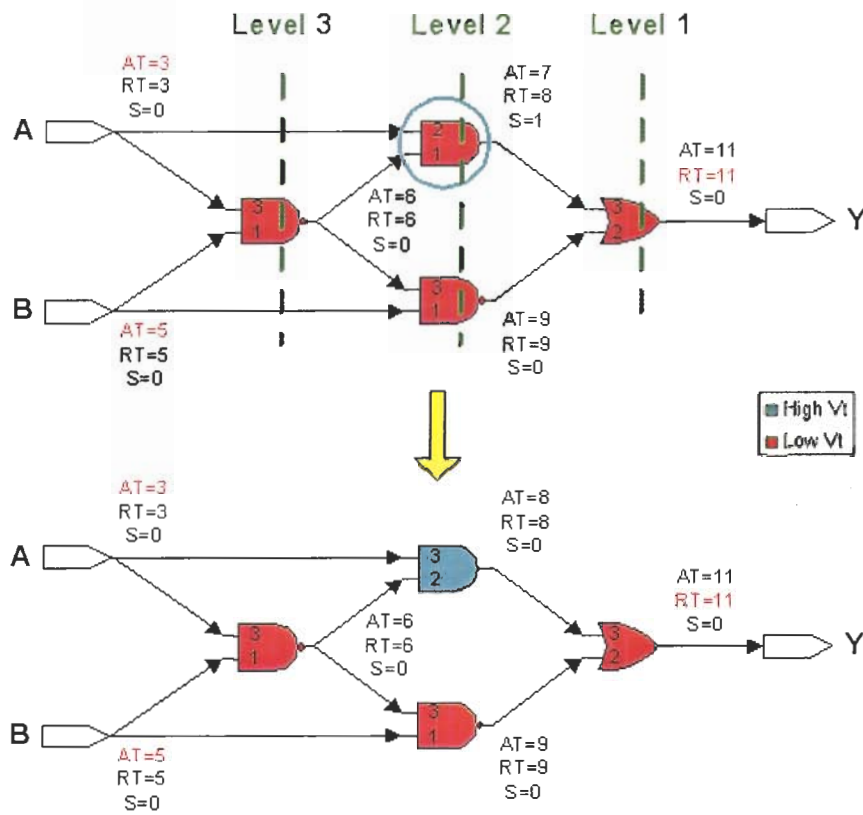 Level 3
Level 2
Level 1
AT=3
RT=3
S=0
AT=7
RT=8
S=1
A
2
1
AT=11
RT=11
S=0
3
1
AT=6
RT=6
S=0
3
2
Y
B
3
1
AT=5
RT=5
S=0
AT=9
RT=9
S=0
High Vt
Low Vt
AT=3
RT=3
S=0
AT=8
RT=8
S=0
A
3
2
AT=11
RT=11
S=0
3
1
AT=6
RT=6
S=0
3
2
Y
B
3
1
AT=5
RT=5
S=0
AT=9
RT=9
S=0